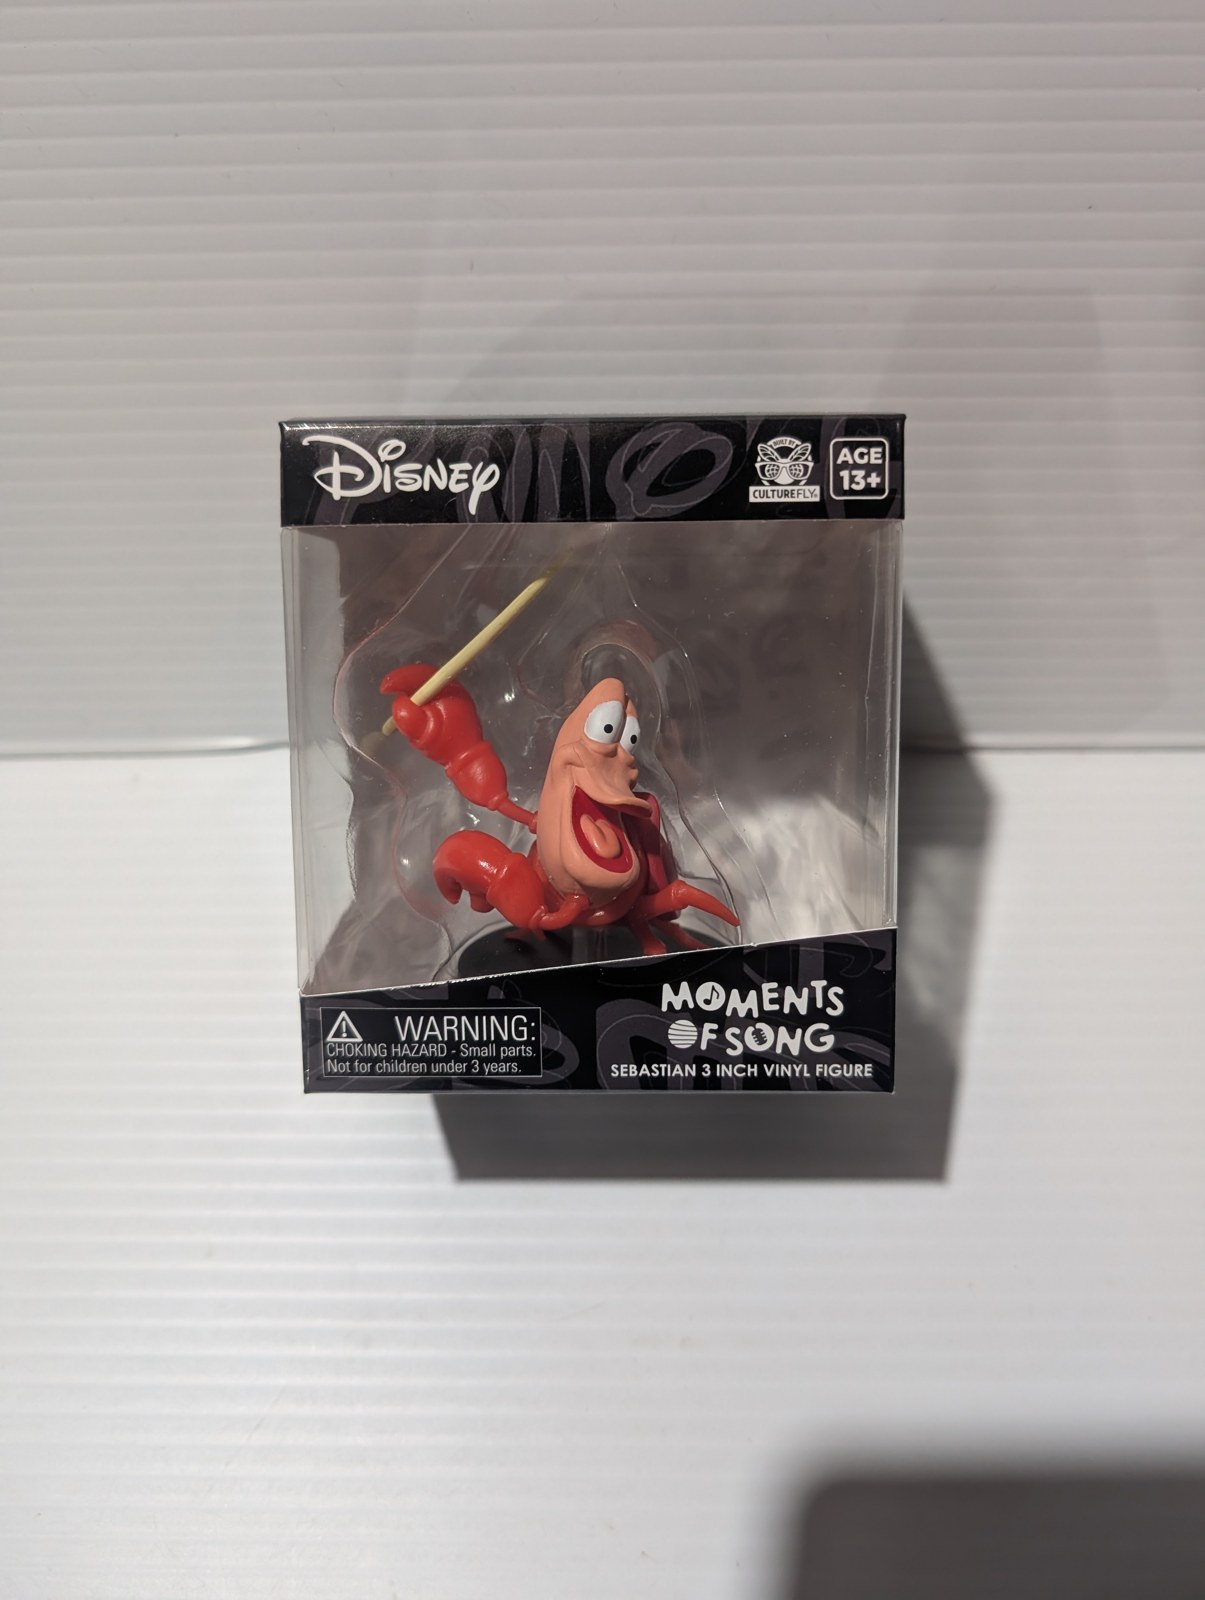 Disney
BUILT BY
CULTUREFLY®
AGE
13+
WARNING:
CHOKING HAZARD - Small parts.
Not for children under 3 years.
MOMENTS
OF SONG
SEBASTIAN 3 INCH VINYL FIGURE